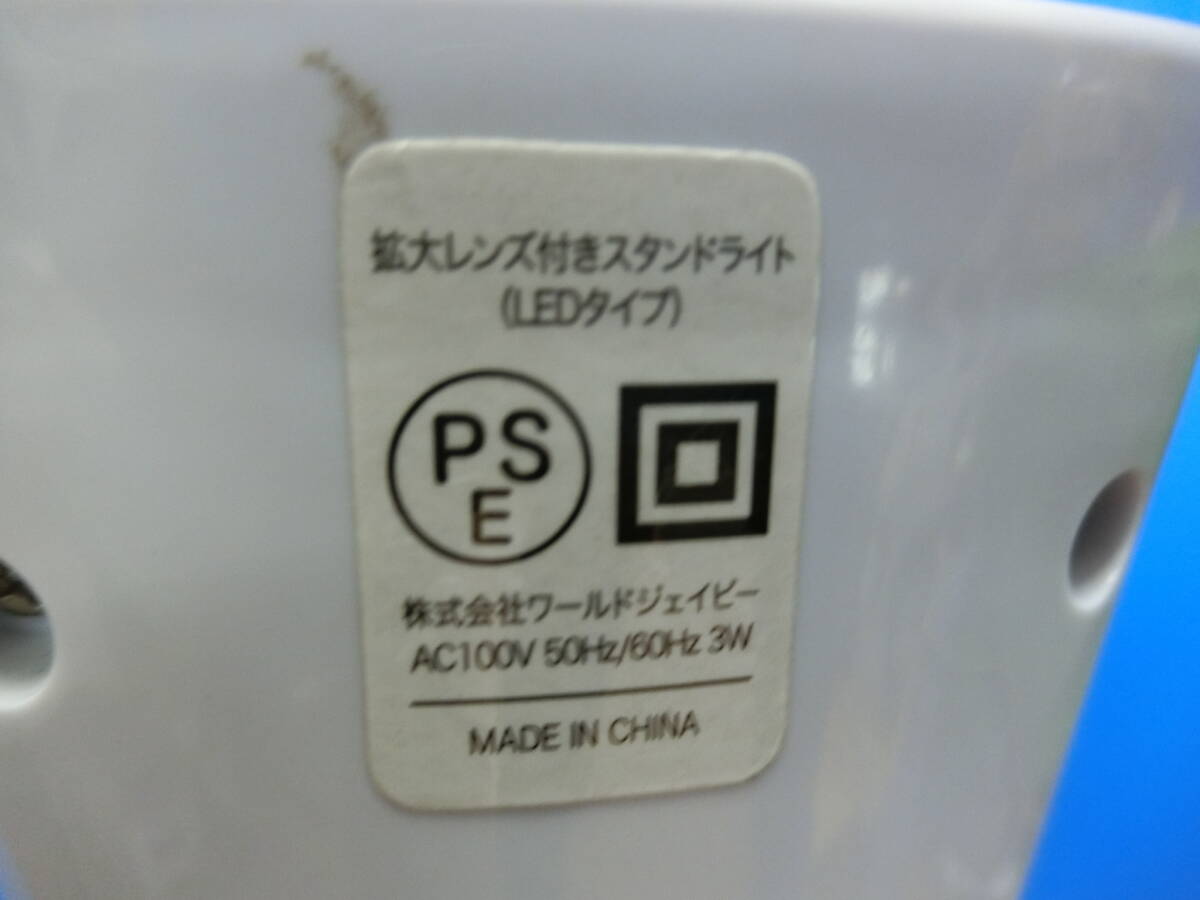 拡大レンズ付きスタンドライト
(LEDタイプ)
PS
E
株式会社ワールドジェイピー
AC100V 50Hz/60Hz 3W
MADE IN CHINA